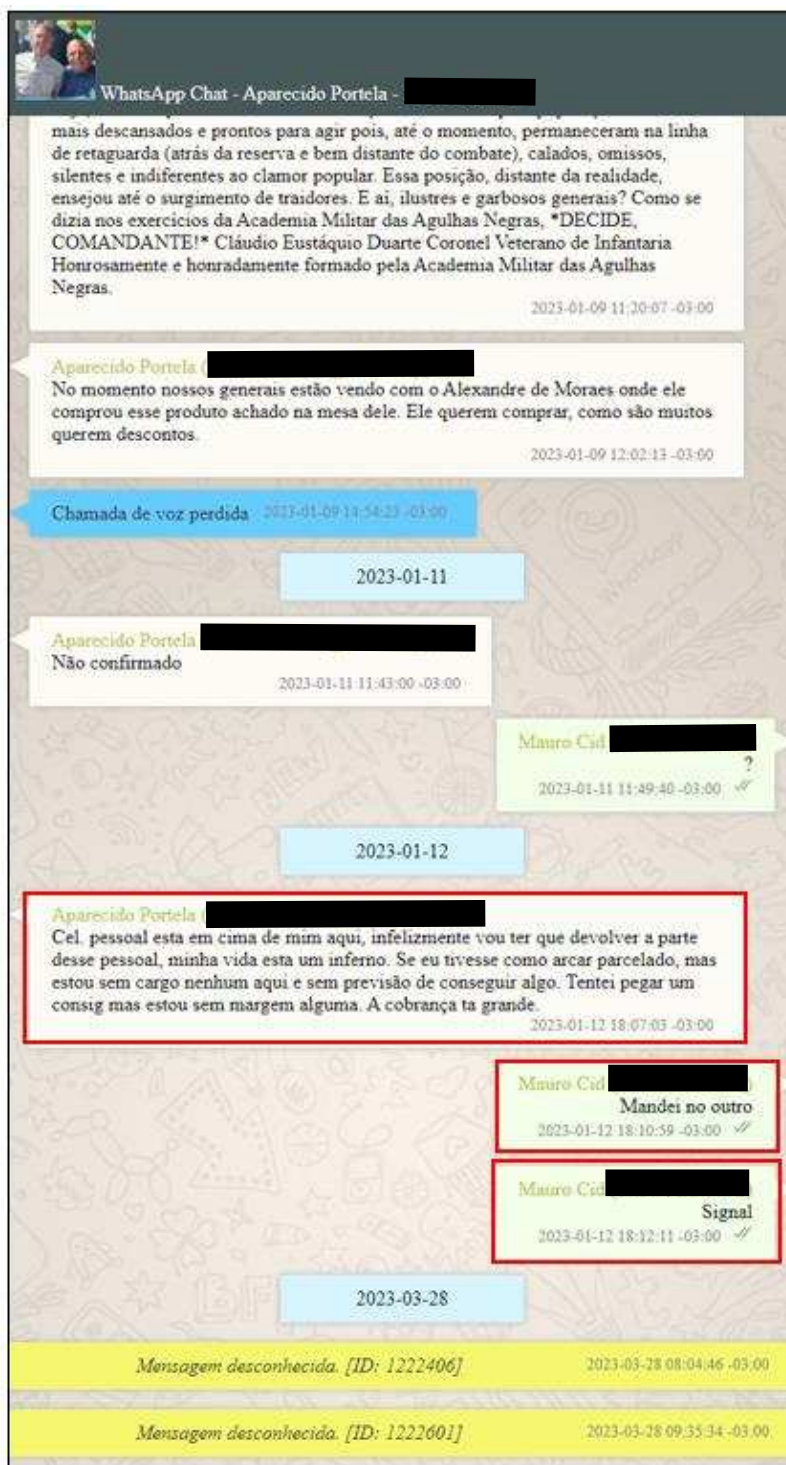 WhatsApp Chat - Aparecido Portela -
mais descansados e prontos para agir pois, até o momento, permaneceram na linha
de retaguarda (atrás da reserva e bem distante do combate), calados, omissos,
silentes e indiferentes ao clamor popular. Essa posição, distante da realidade,
ensejou até o surgimento de traidores. E ai, ilustres e garbosos generais? Como se
dizia nos exercicios da Academia Militar das Agulhas Negras, *DECIDE,
COMANDANTE!* Cláudio Eustáquio Duarte Coronel Veterano de Infantaria
Honrosamente e honradamente formado pela Academia Militar das Agulhas
Negras.
2023-01-09 11:20:07 -03:00
Aparecido Portela (
No momento nossos generais estão vendo com o Alexandre de Moraes onde ele
comprou esse produto achado na mesa dele. Ele querem comprar, como são muitos
querem descontos.
2023-01-09 12:02:13 -03:00
Chamada de voz perdida 2023-01-09 14:54:23 -03:00
2023-01-11
Aparecido Portela
Não confirmado
2023-01-11 11:43:00 -03:00
Mauro Cid
?
2023-01-11 11:49:40 -03:00
2023-01-12
Aparecido Portela (
Cel. pessoal esta em cima de mim aqui, infelizmente vou ter que devolver a parte
desse pessoal, minha vida esta um inferno. Se eu tivesse como arcar parcelado, mas
estou sem cargo nenhum aqui e sem previsão de conseguir algo. Tentei pegar um
consig mas estou sem margem alguma. A cobrança ta grande.
2023-01-12 18:07:03 -03:00
Mauro Cid
Mandei no outro
2023-01-12 18:10:59 -03:00
Mauro Cid
Signal
2023-01-12 18:12:11 -03:00
2023-03-28
Mensagem desconhecida. [ID: 1222406] 2023-03-28 08:04:46 -03:00
Mensagem desconhecida. [ID: 1222601] 2023-03-28 09:35:34 -03:00